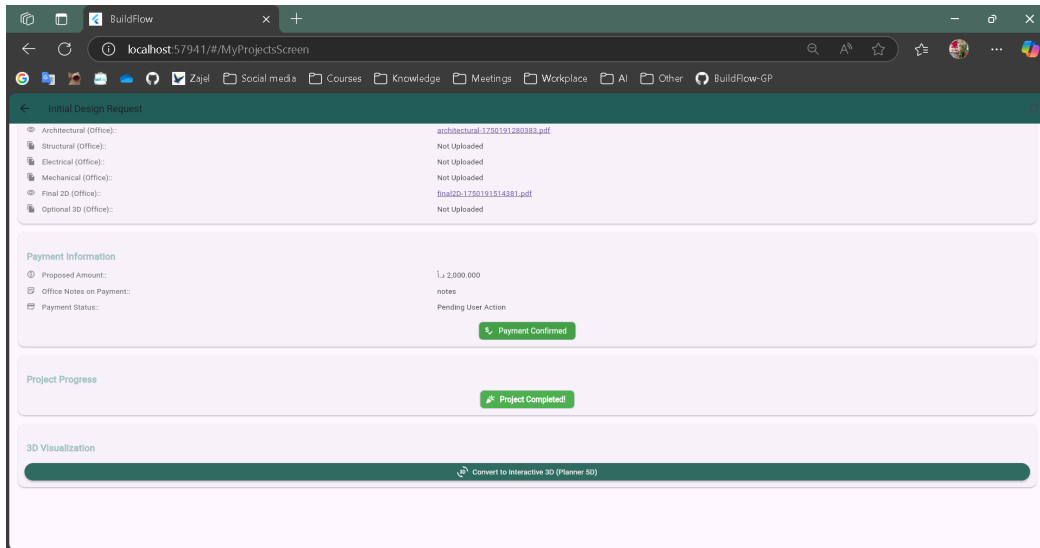 BuildFlow
localhost:57941/#/MyProjectsScreen
Zajel Social media Courses Knowledge Meetings Workplace AI Other BuildFlow-GP
Initial Design Request
Architectural (Office):: architectural-1750191280383.pdf
Structural (Office):: Not Uploaded
Electrical (Office):: Not Uploaded
Mechanical (Office):: Not Uploaded
Final 2D (Office):: final2D-1750191514381.pdf
Optional 3D (Office):: Not Uploaded
Payment Information
Proposed Amount:: د.أ 2,000.000
Office Notes on Payment:: notes
Payment Status:: Pending User Action
Payment Confirmed
Project Progress
Project Completed!
3D Visualization
Convert to Interactive 3D (Planner 5D)